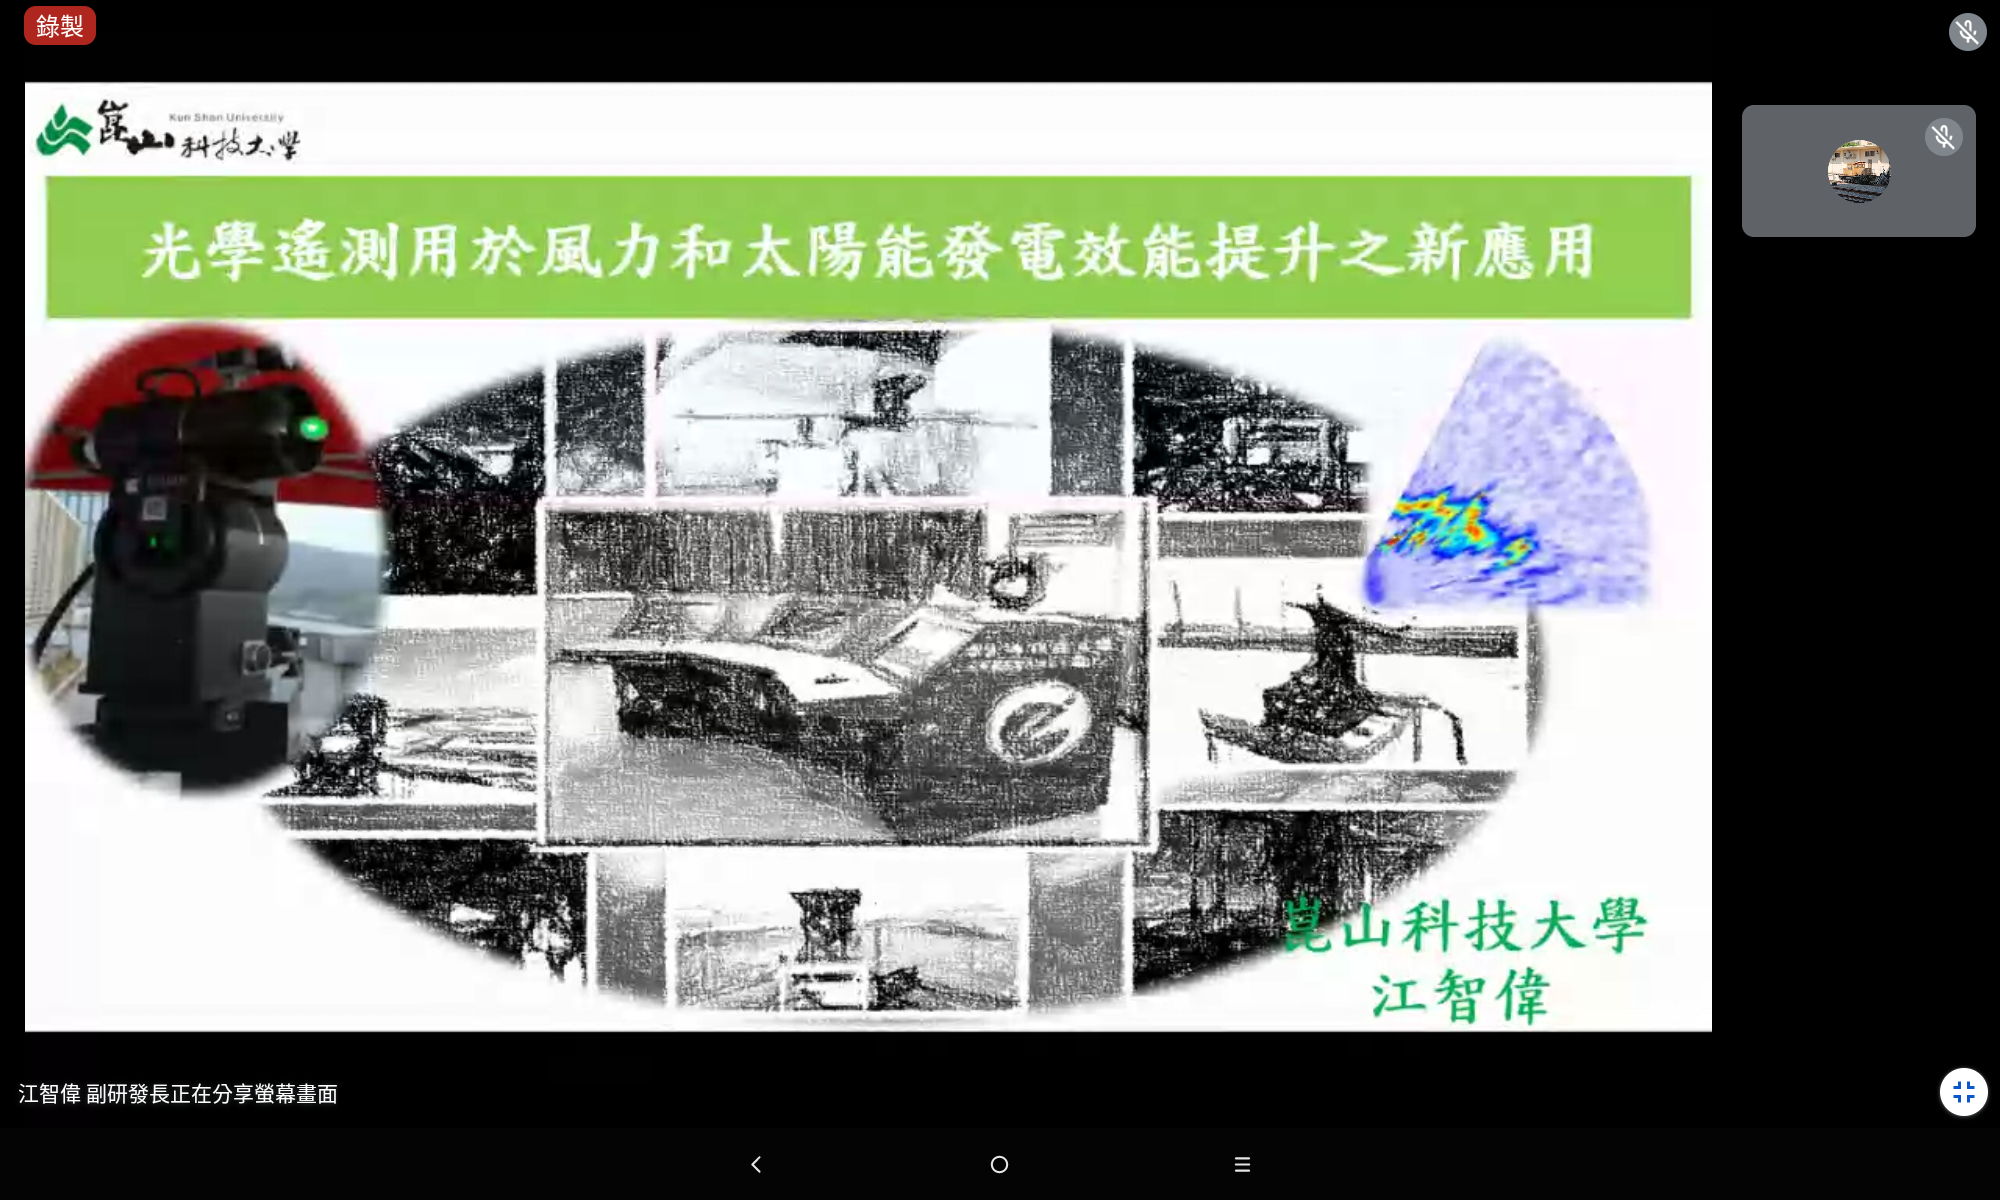 錄製
Kun Shan University
崑山科技大學
光學遙測用於風力和太陽能發電效能提升之新應用
崑山科技大學
江智偉
江智偉 副研發長正在分享螢幕畫面